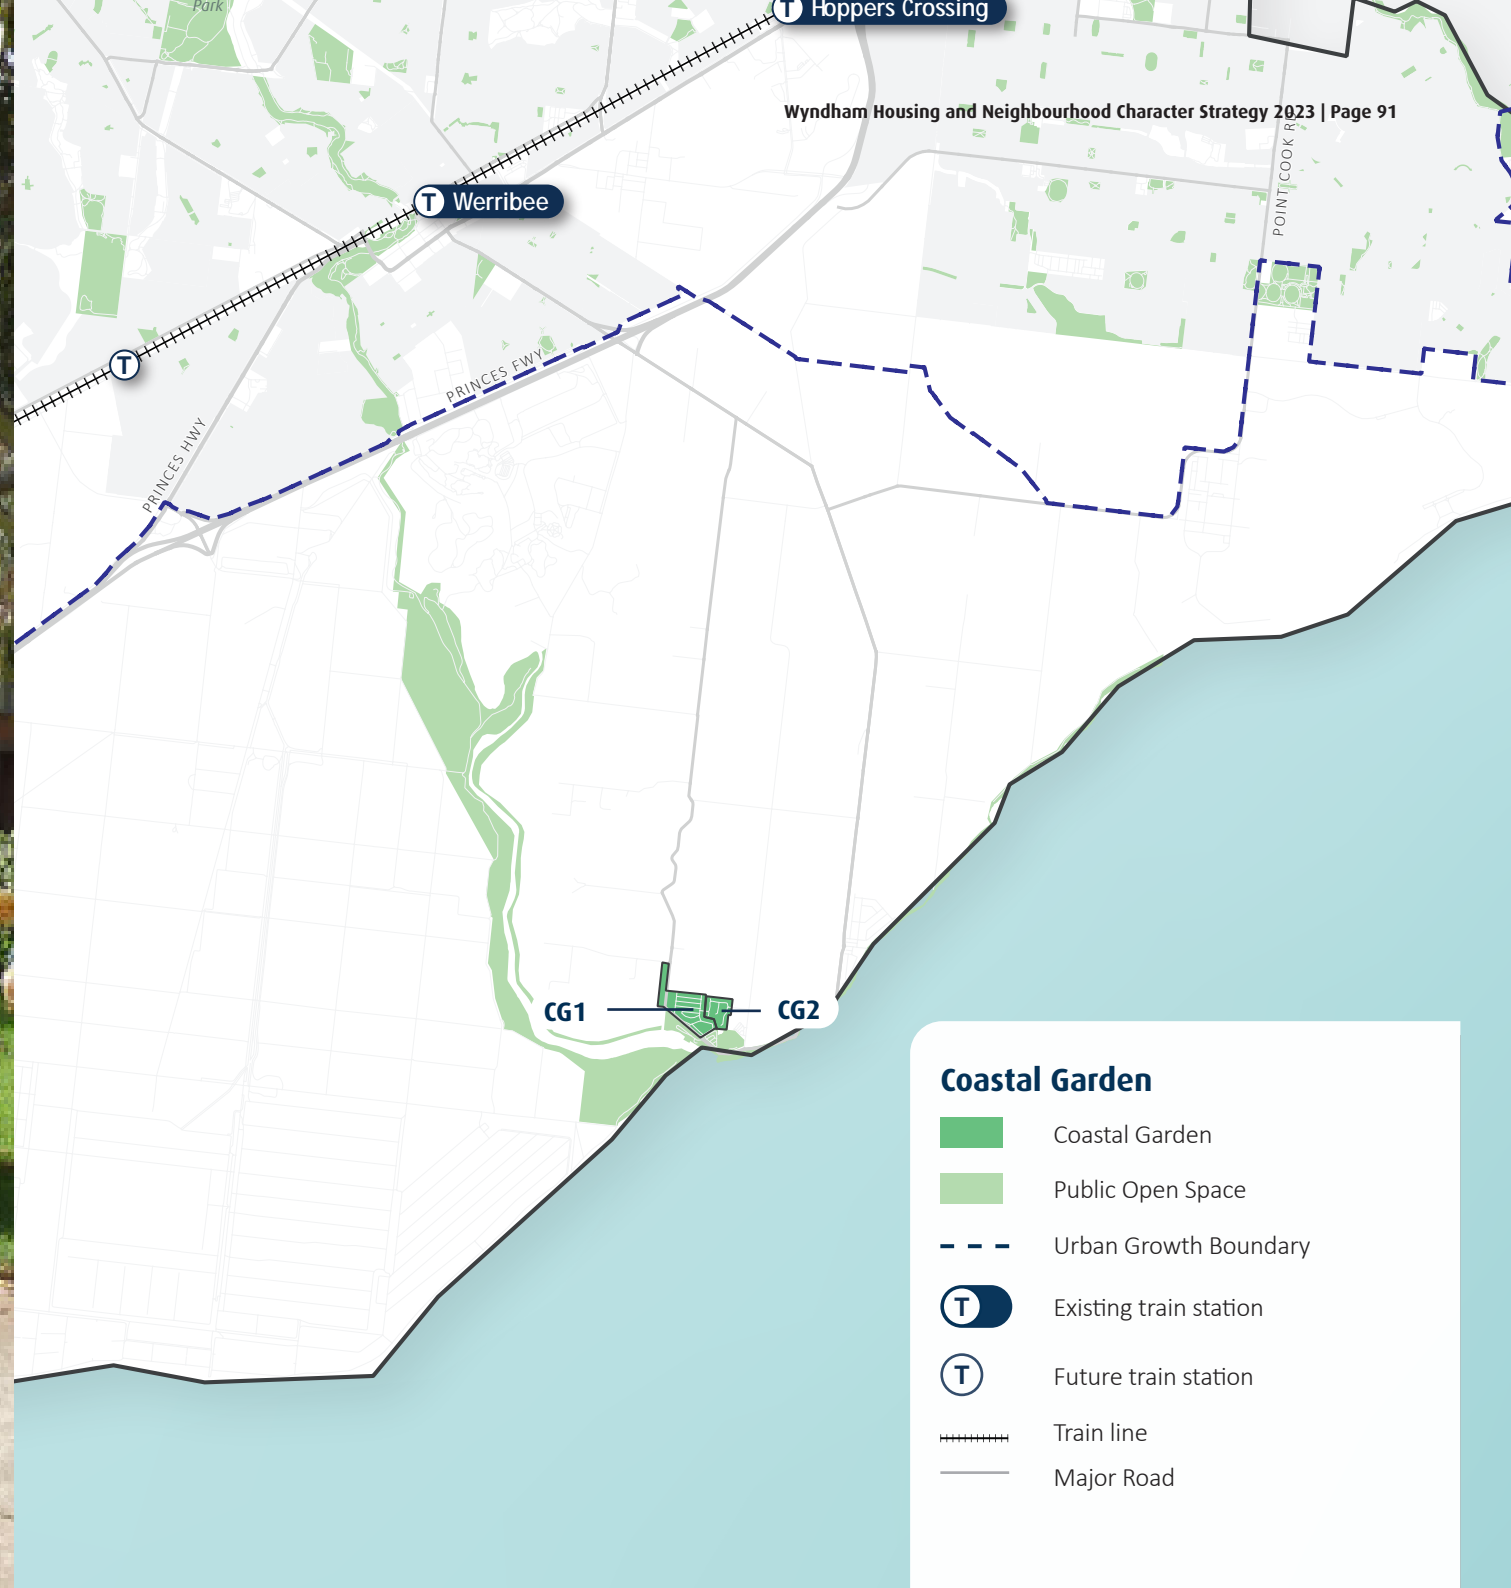 Park
T Hoppers Crossing
Wyndham Housing and Neighbourhood Character Strategy 2023 | Page 91
POINT COOK RD
T Werribee
T
PRINCES FWY
PRINCES HWY
CG1
CG2
Coastal Garden
Coastal Garden
Public Open Space
Urban Growth Boundary
T Existing train station
T Future train station
Train line
Major Road